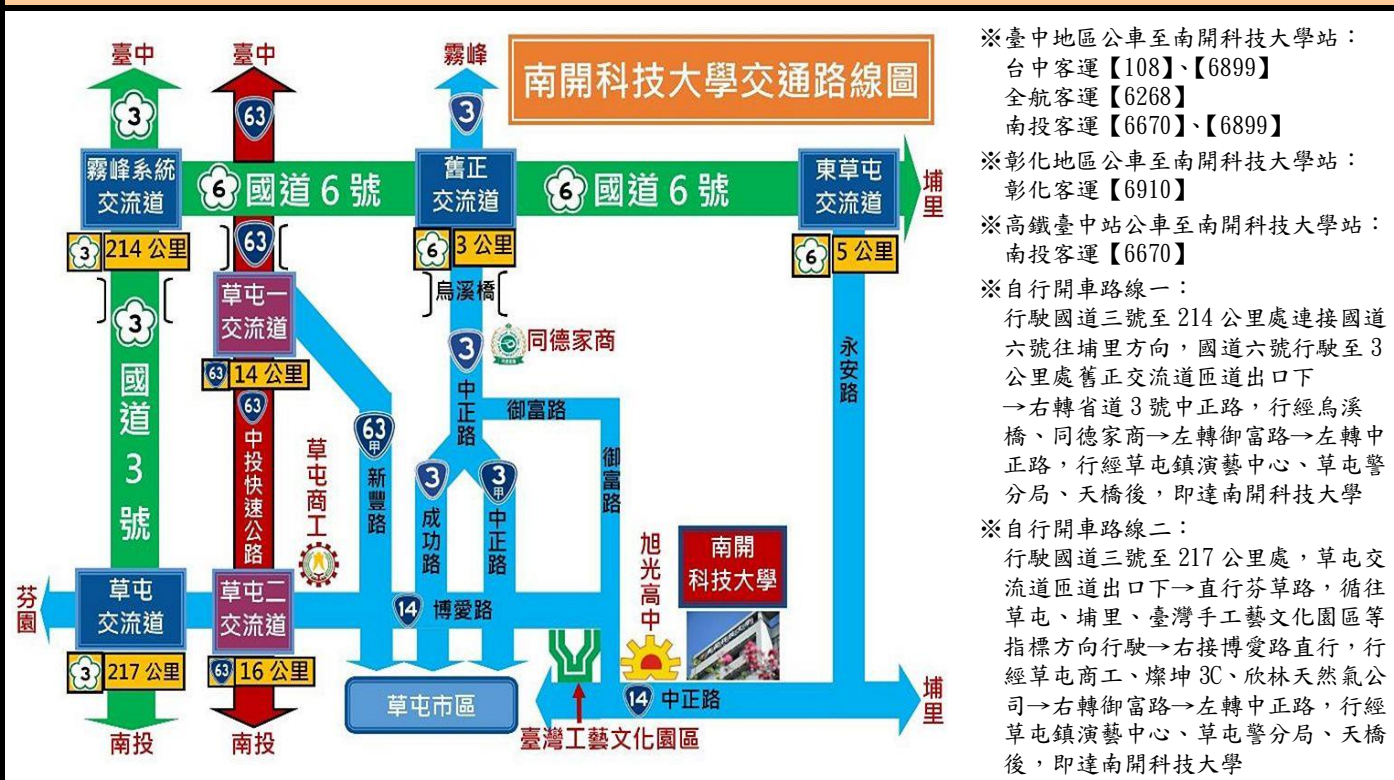 南開科技大學交通路線圖
臺中
臺中
霧峰
3
63
3
霧峰系統
交流道
6 國道 6 號
舊正
交流道
6 國道 6 號
東草屯
交流道
埔里
3 214 公里
63
6 3 公里
6 5 公里
草屯一
交流道
烏溪橋
3
63 14 公里
3
同德家商
國道3號
63
中投快速公路
中正路
御富路
永安路
63甲
新豐路
草屯商工
3
成功路
3甲
中正路
御富路
旭光高中
南開
科技大學
芬園
草屯
交流道
草屯二
交流道
14 博愛路
3 217 公里
63 16 公里
草屯市區
14 中正路
埔里
南投
南投
臺灣工藝文化園區
※臺中地區公車至南開科技大學站：
台中客運【108】、【6899】
全航客運【6268】
南投客運【6670】、【6899】
※彰化地區公車至南開科技大學站：
彰化客運【6910】
※高鐵臺中站公車至南開科技大學站：
南投客運【6670】
※自行開車路線一：
行駛國道三號至 214 公里處連接國道
六號往埔里方向，國道六號行駛至 3
公里處舊正交流道匝道出口下
→右轉省道 3 號中正路，行經烏溪
橋、同德家商→左轉御富路→左轉中
正路，行經草屯鎮演藝中心、草屯警
分局、天橋後，即達南開科技大學
※自行開車路線二：
行駛國道三號至 217 公里處，草屯交
流道匝道出口下→直行芬草路，循往
草屯、埔里、臺灣手工藝文化園區等
指標方向行駛→右接博愛路直行，行
經草屯商工、燦坤 3C、欣林天然氣公
司→右轉御富路→左轉中正路，行經
草屯鎮演藝中心、草屯警分局、天橋
後，即達南開科技大學